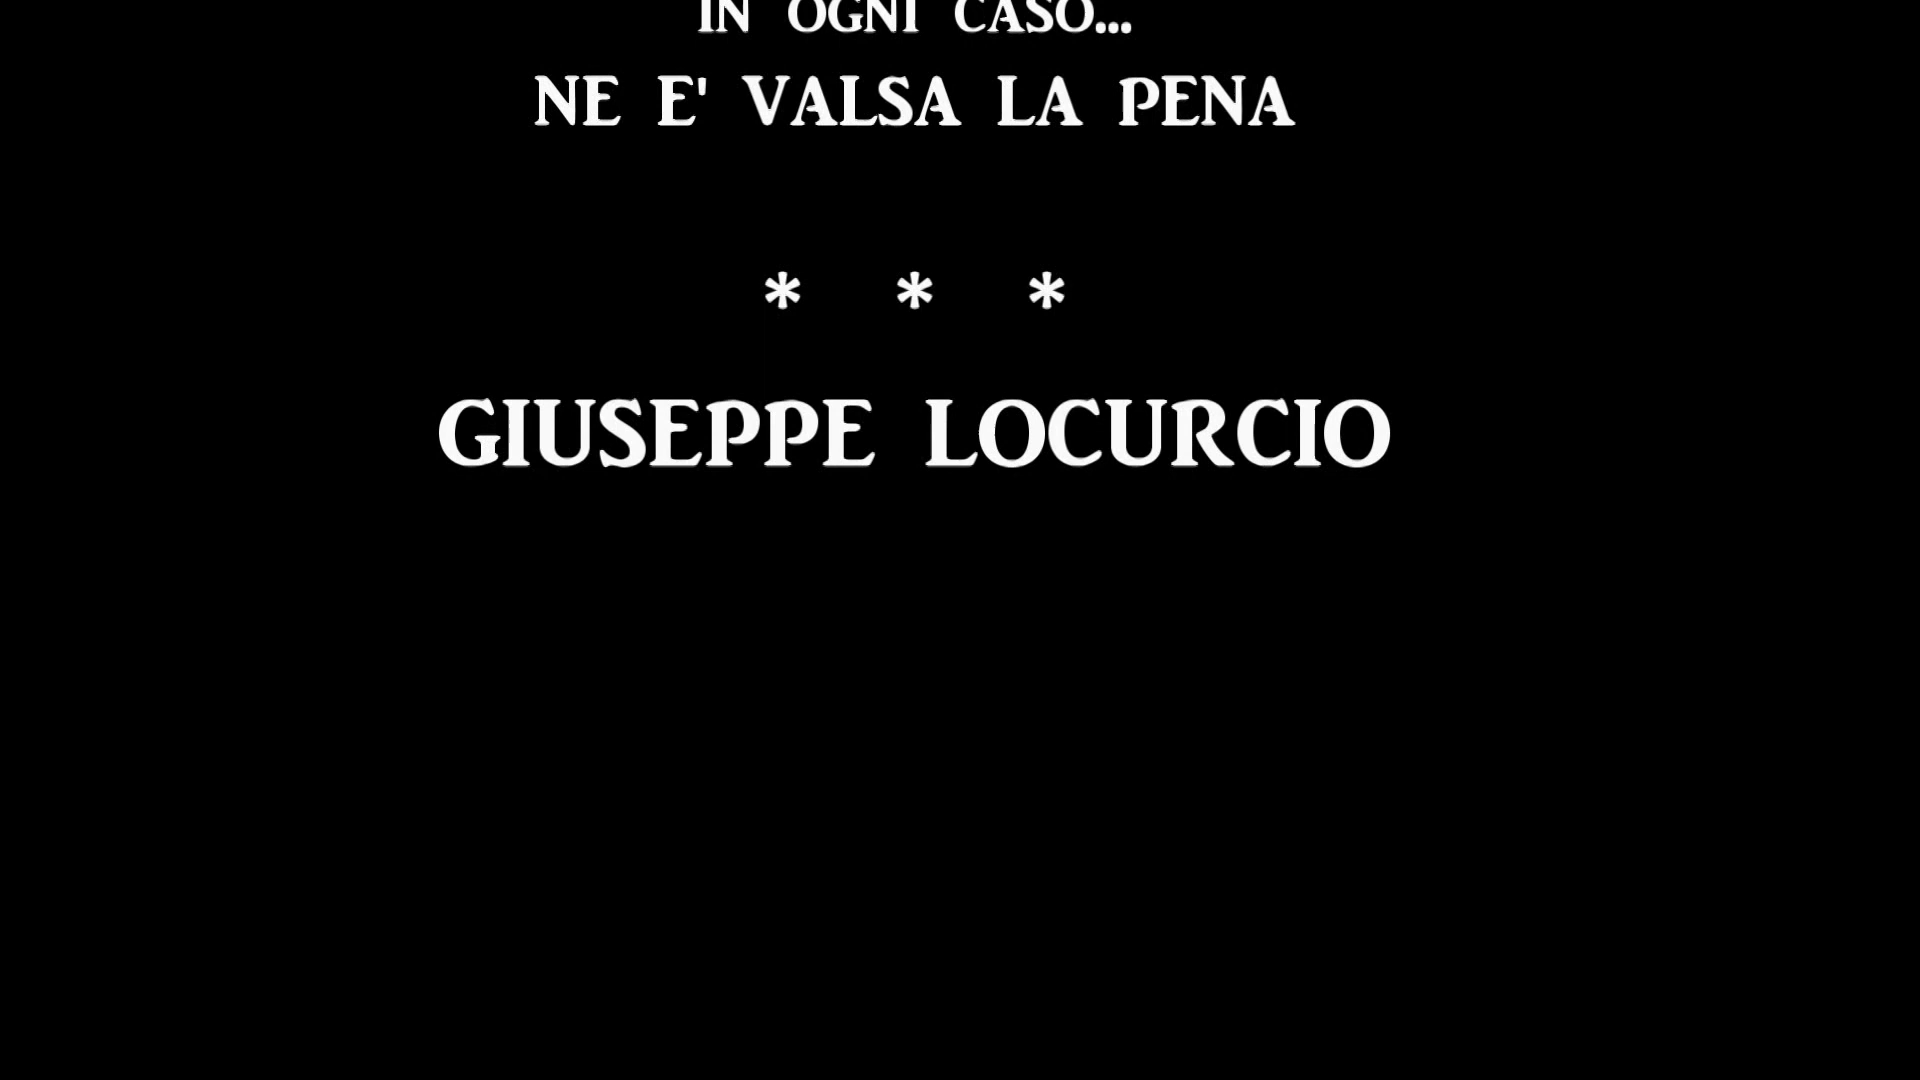 IN OGNI CASO...
NE E' VALSA LA PENA
* * *
GIUSEPPE LOCURCIO